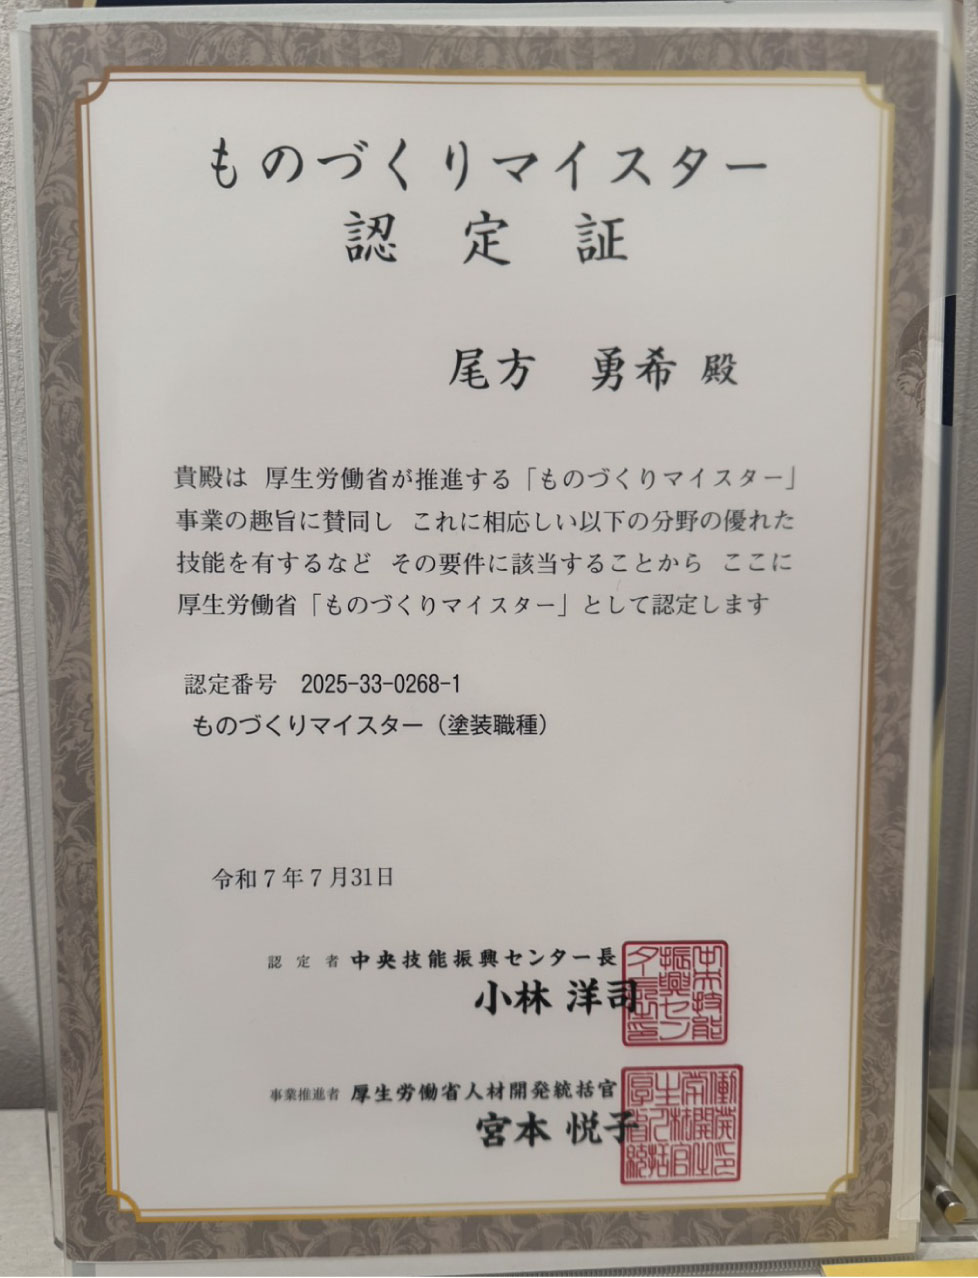 ものづくりマイスター
認定証
尾方 勇希 殿
貴殿は 厚生労働省が推進する「ものづくりマイスター」
事業の趣旨に賛同し これに相応しい以下の分野の優れた
技能を有するなど その要件に該当することから ここに
厚生労働省「ものづくりマイスター」として認定します
認定番号 2025-33-0268-1
ものづくりマイスター（塗装職種）
令和7年7月31日
認定者 中央技能振興センター長
小林 洋司
事業推進者 厚生労働省人材開発統括官
宮本 悦子